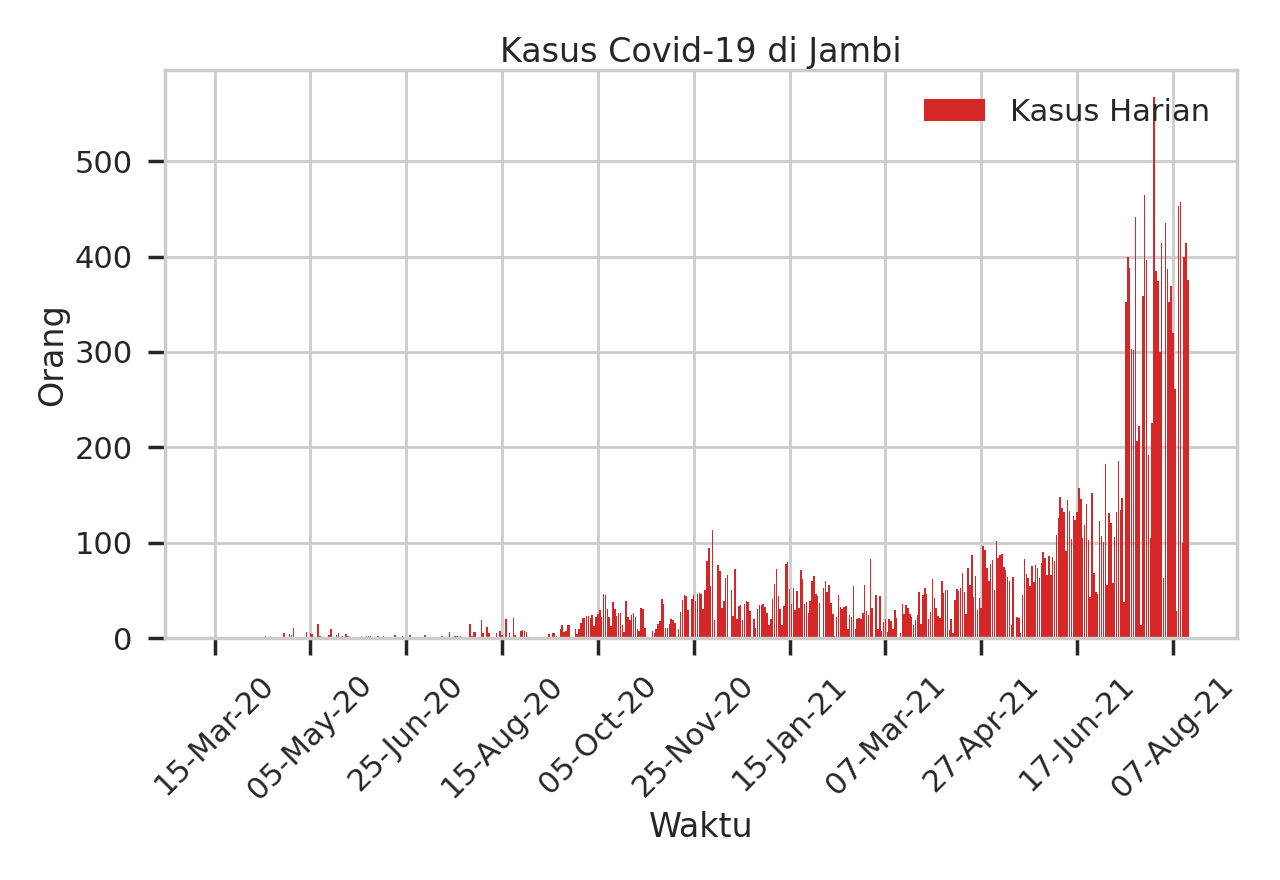 Kasus Covid-19 di Jambi
Kasus Harian
Orang
500
400
300
200
100
0
15-Mar-20
05-May-20
25-Jun-20
15-Aug-20
05-Oct-20
25-Nov-20
15-Jan-21
07-Mar-21
27-Apr-21
17-Jun-21
07-Aug-21
Waktu